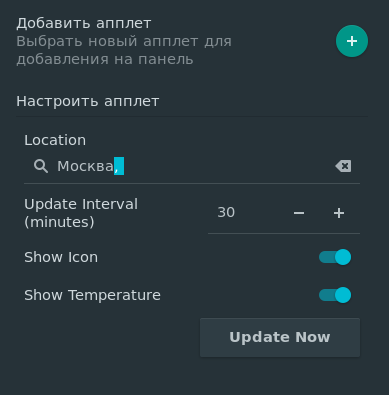 Добавить апплет
Выбрать новый апплет для
добавления на панель
Настроить апплет
Location
Москва,
Update Interval
(minutes)
30
Show Icon
Show Temperature
Update Now